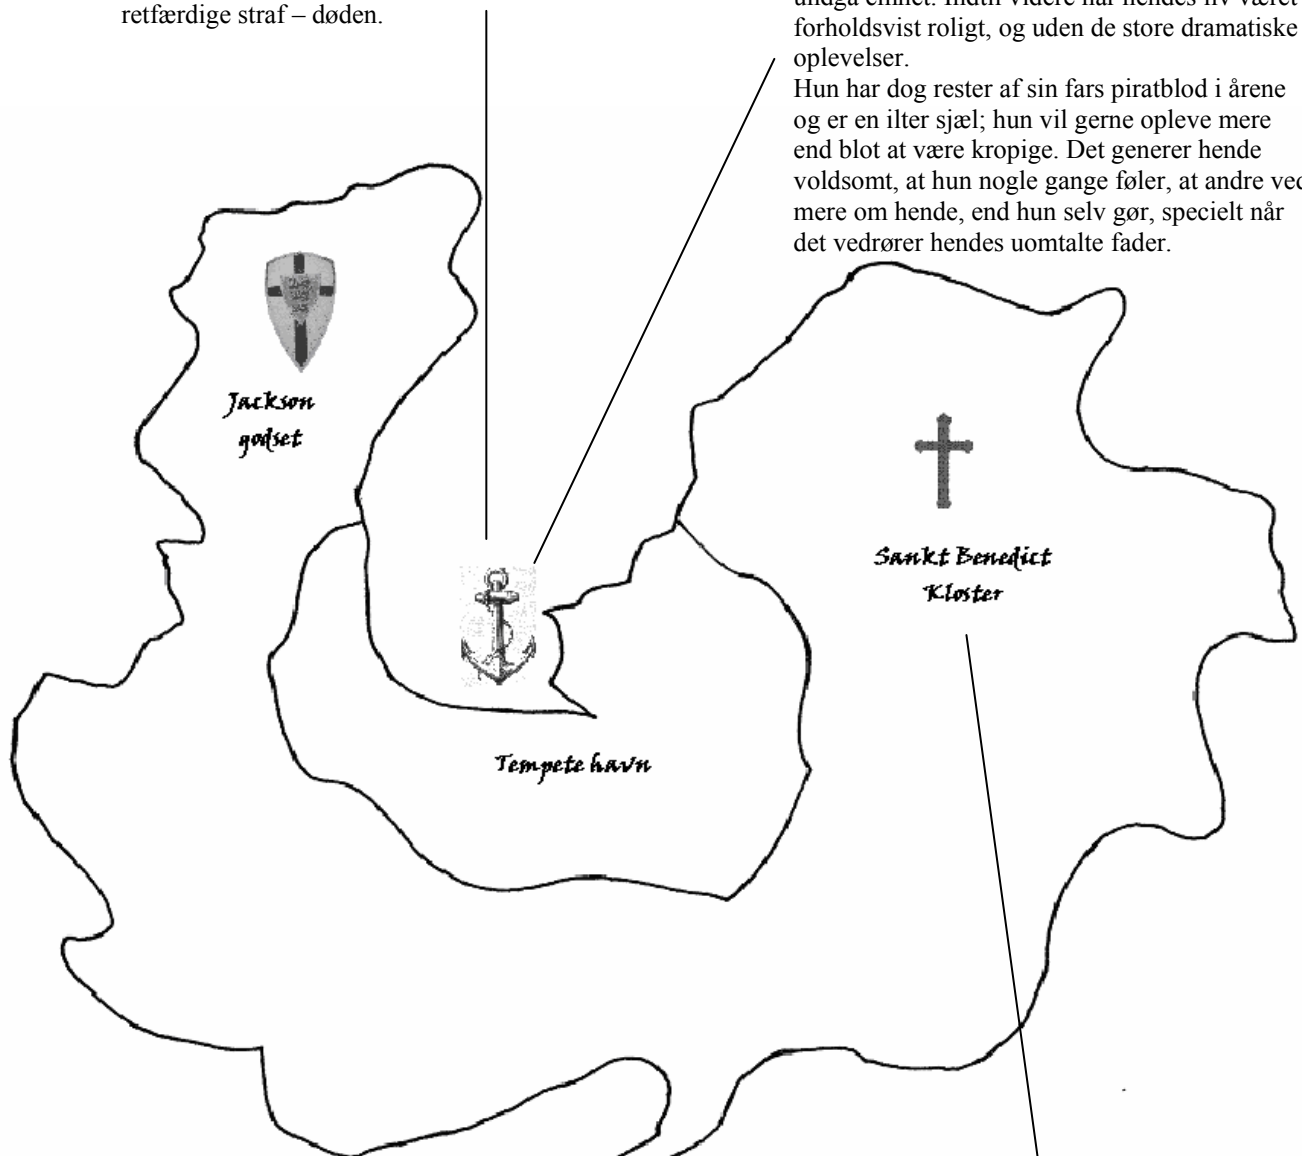 retfærdige straf – døden.
undgå emnet. Indtil videre har hendes liv været
forholdsvist roligt, og uden de store dramatiske
oplevelser.
Hun har dog rester af sin fars piratblod i årene
og er en ilter sjæl; hun vil gerne opleve mere
end blot at være kropige. Det generer hende
voldsomt, at hun nogle gange føler, at andre ved
mere om hende, end hun selv gør, specielt når
det vedrører hendes uomtalte fader.
Jackson
godset
Sankt Benedict
Kloster
Tempete havn